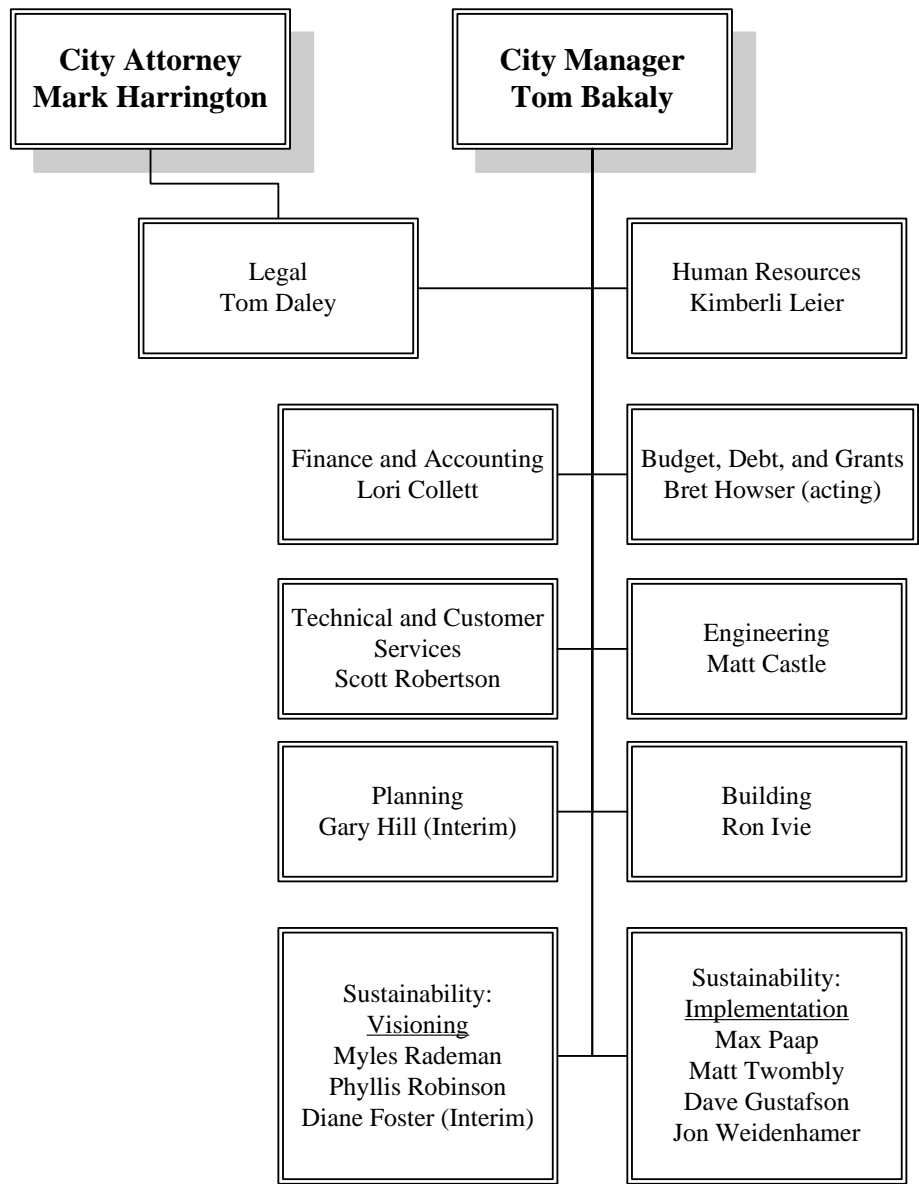 City Attorney
Mark Harrington
City Manager
Tom Bakaly
Legal
Tom Daley
Human Resources
Kimberli Leier
Finance and Accounting
Lori Collett
Budget, Debt, and Grants
Bret Howser (acting)
Technical and Customer
Services
Scott Robertson
Engineering
Matt Castle
Planning
Gary Hill (Interim)
Building
Ron Ivie
Sustainability:
Visioning
Myles Rademan
Phyllis Robinson
Diane Foster (Interim)
Sustainability:
Implementation
Max Paap
Matt Twombly
Dave Gustafson
Jon Weidenhamer